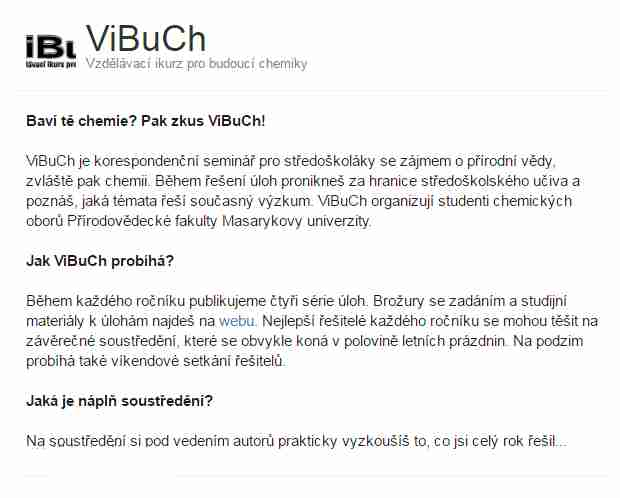 iBu
ViBuCh
Vzdělávací ikurz pro budoucí chemiky
Baví tě chemie? Pak zkus ViBuCh!
ViBuCh je korespondenční seminář pro středoškoláky se zájmem o přírodní vědy,
zvláště pak chemii. Během řešení úloh pronikneš za hranice středoškolského učiva a
poznáš, jaká témata řeší současný výzkum. ViBuCh organizují studenti chemických
oborů Přírodovědecké fakulty Masarykovy univerzity.
Jak ViBuCh probíhá?
Během každého ročníku publikujeme čtyři série úloh. Brožury se zadáním a studijní
materiály k úlohám najdeš na webu. Nejlepší řešitelé každého ročníku se mohou těšit na
závěrečné soustředění, které se obvykle koná v polovině letních prázdnin. Na podzim
probíhá také víkendové setkání řešitelů.
Jaká je náplň soustředění?
Na soustředění si pod vedením autorů prakticky vyzkoušíš to, co jsi celý rok řešil...